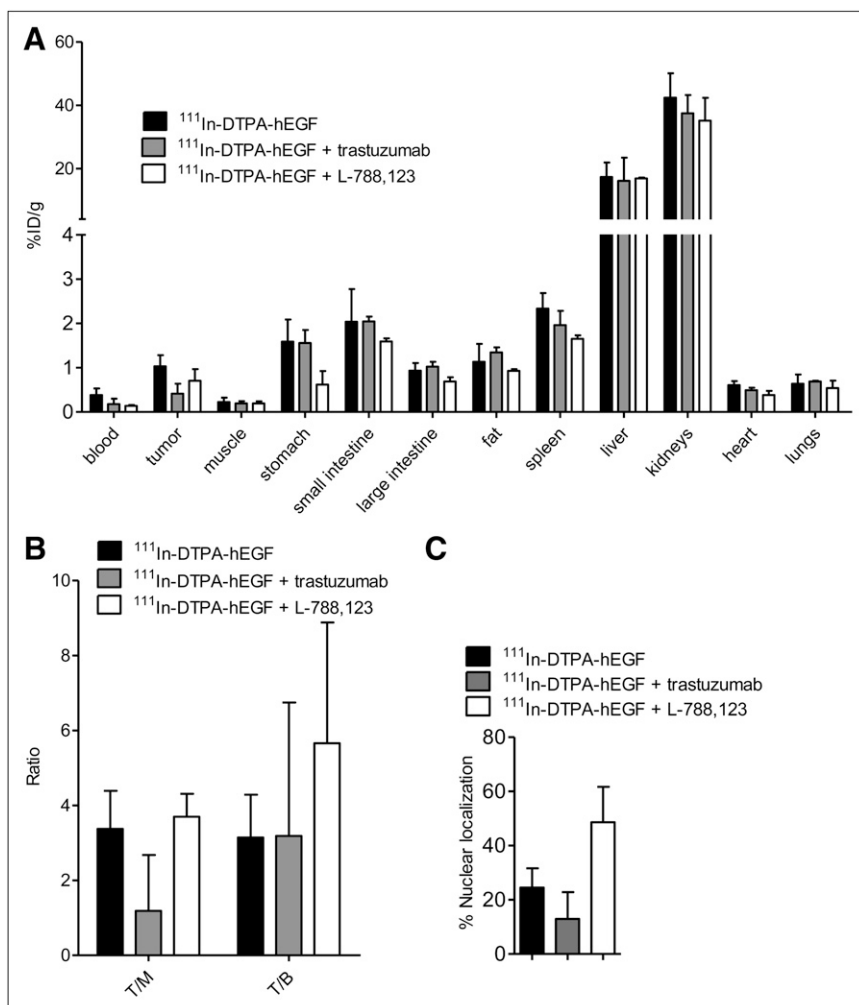 A
60
40
20
4
3
2
1
0
%ID/g
¹¹¹In-DTPA-hEGF
¹¹¹In-DTPA-hEGF + trastuzumab
¹¹¹In-DTPA-hEGF + L-788,123
blood
tumor
muscle
stomach
small intestine
large intestine
fat
spleen
liver
kidneys
heart
lungs
B
¹¹¹In-DTPA-hEGF
¹¹¹In-DTPA-hEGF + trastuzumab
¹¹¹In-DTPA-hEGF + L-788,123
10
8
6
4
2
0
Ratio
T/M
T/B
C
¹¹¹In-DTPA-hEGF
¹¹¹In-DTPA-hEGF + trastuzumab
¹¹¹In-DTPA-hEGF + L-788,123
80
60
40
20
0
% Nuclear localization